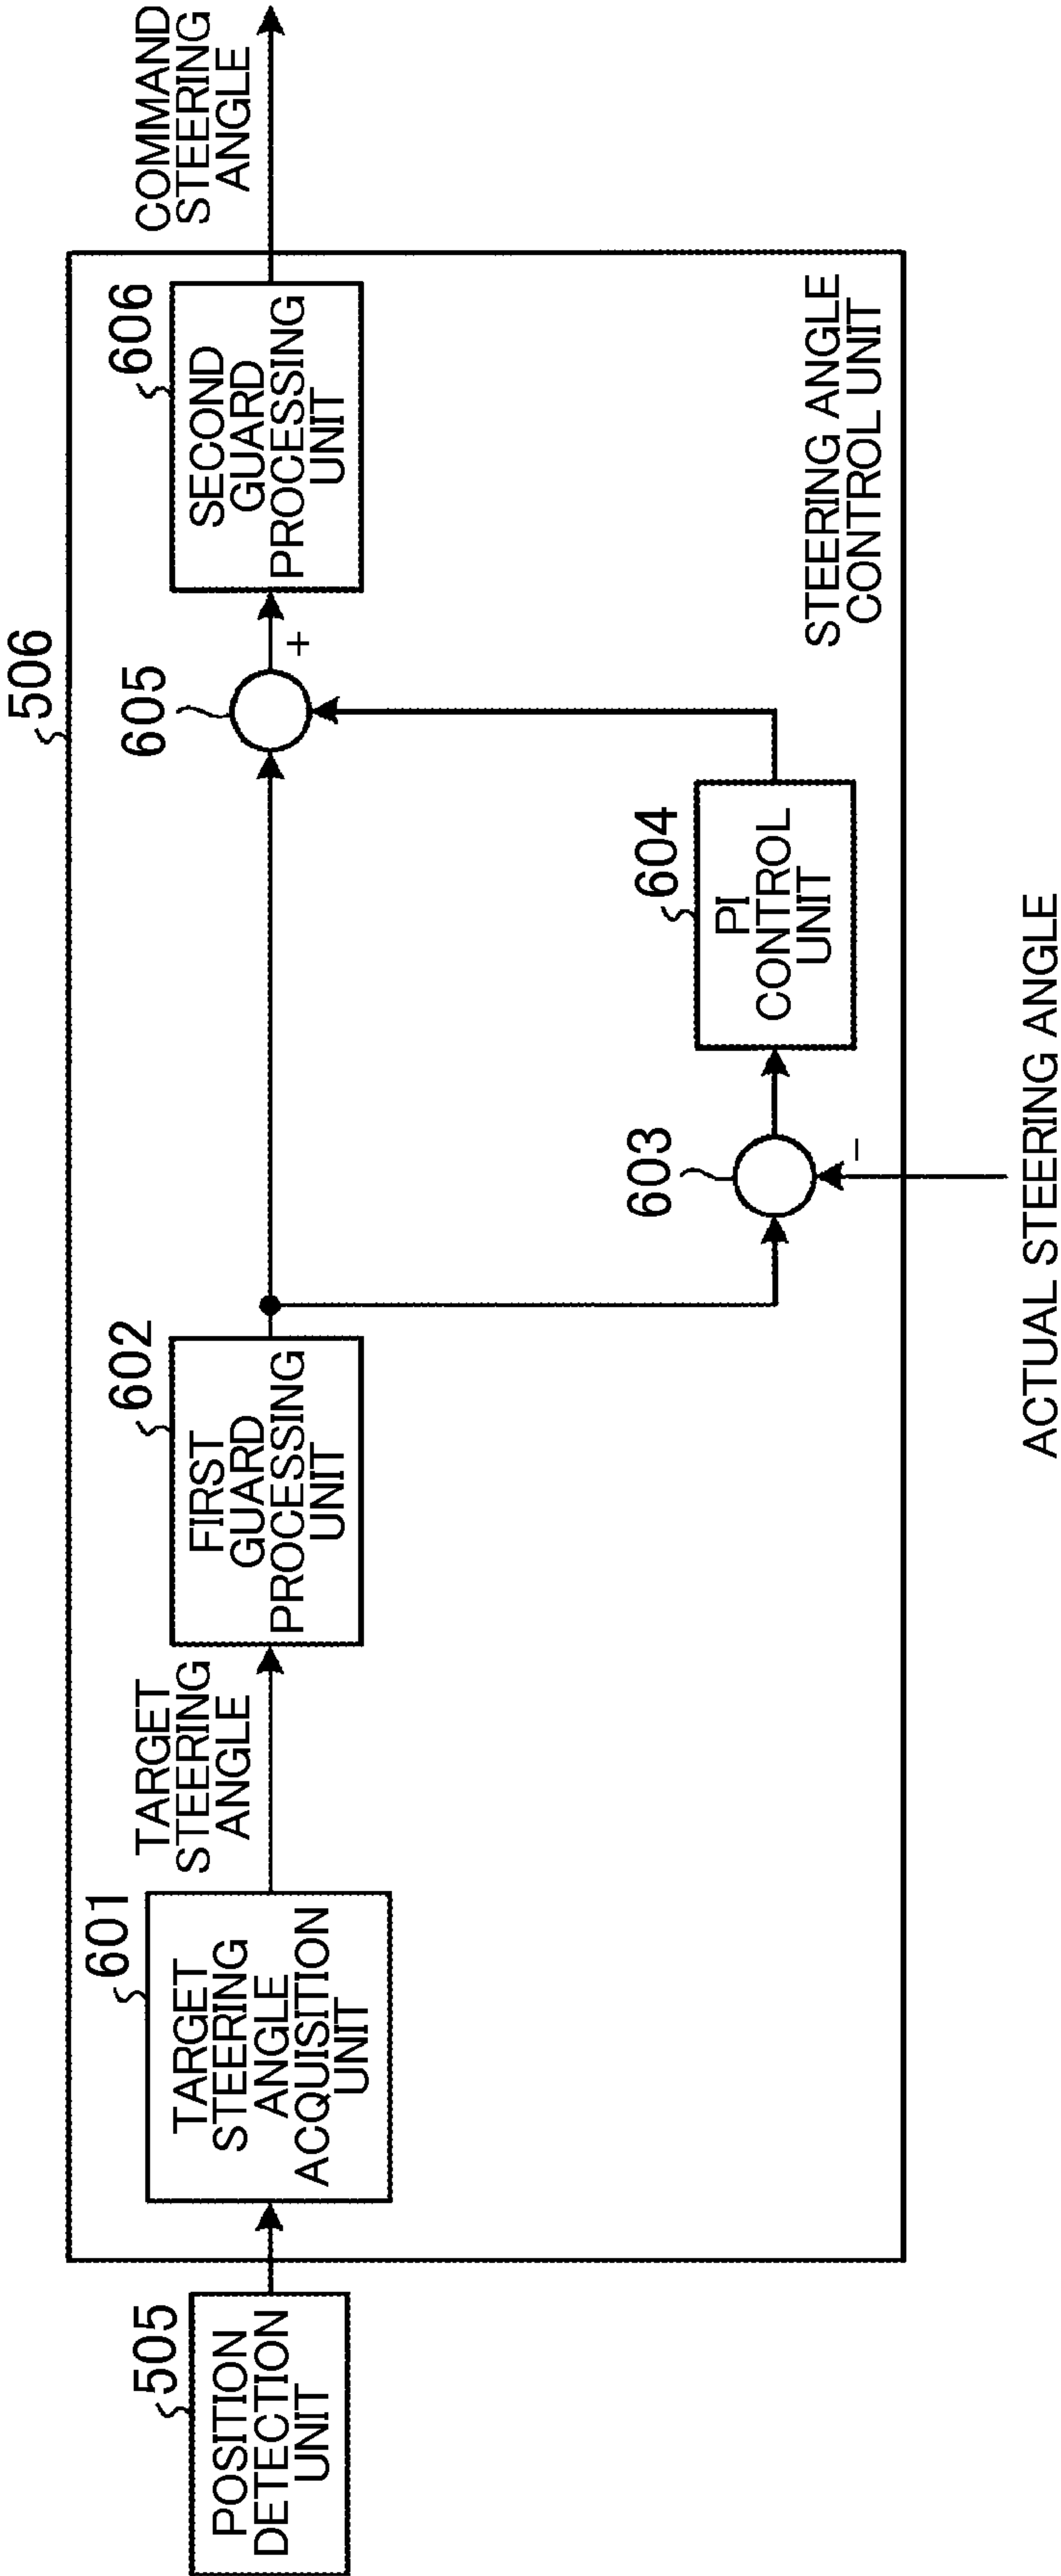 505
POSITION
DETECTION
UNIT
506
601
TARGET
STEERING
ANGLE
ACQUISITION
UNIT
TARGET
STEERING
ANGLE
602
FIRST
GUARD
PROCESSING
UNIT
603
−
ACTUAL STEERING ANGLE
604
PI
CONTROL
UNIT
605
+
606
SECOND
GUARD
PROCESSING
UNIT
STEERING ANGLE
CONTROL UNIT
COMMAND
STEERING
ANGLE